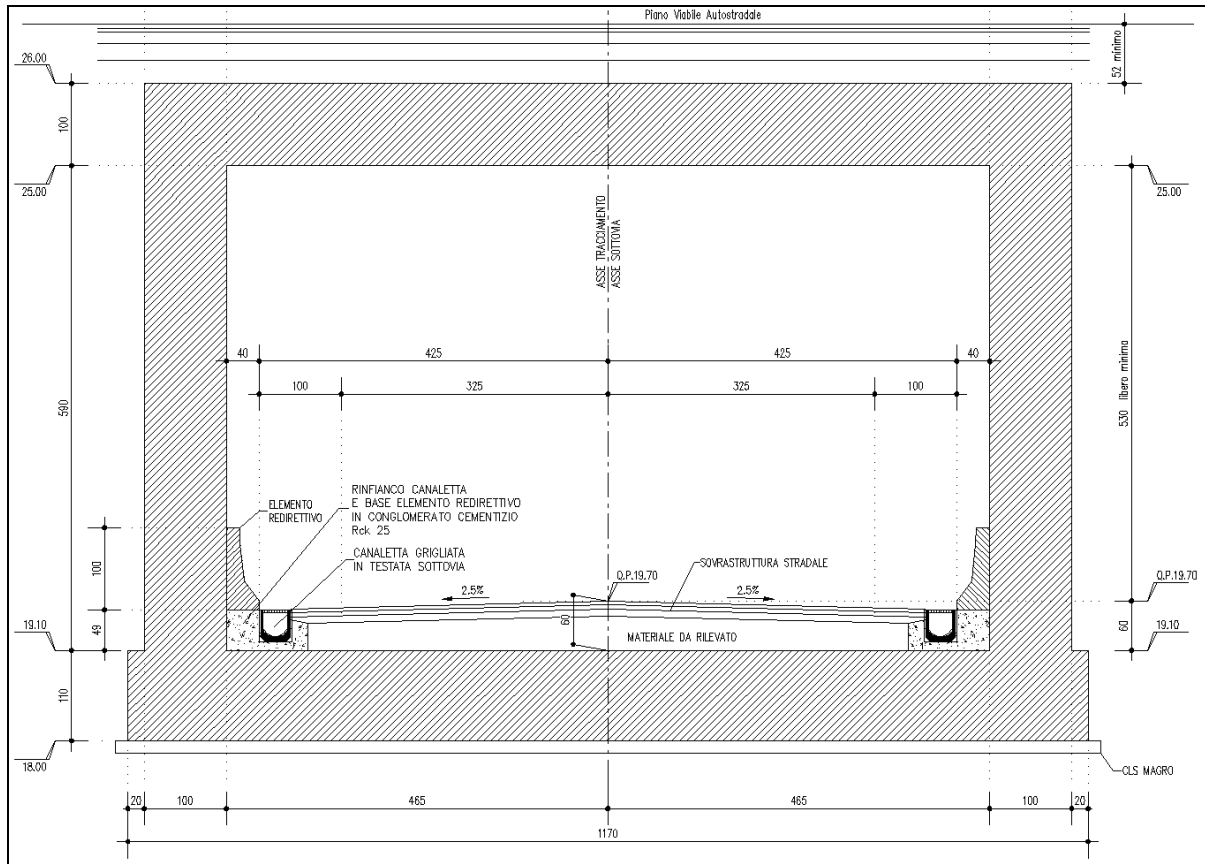 Piano Viabile Autostradale
26.00
52 minimo
100
25.00
25.00
ASSE TRACCIAMENTO
ASSE SOTTOVIA
40
425
425
40
100
325
325
100
590
530 libero minimo
RINFIANCO CANALETTA
E BASE ELEMENTO REDIRETTIVO
IN CONGLOMERATO CEMENTIZIO
Rck 25
ELEMENTO
REDIRETTIVO
CANALETTA GRIGLIATA
IN TESTATA SOTTOVIA
SOVRASTRUTTURA STRADALE
100
2.5%
Q.P.19.70
2.5%
Q.P.19.70
19.10
49
60
MATERIALE DA RILEVATO
60
19.10
110
18.00
CLS MAGRO
20
100
465
465
100
20
1170